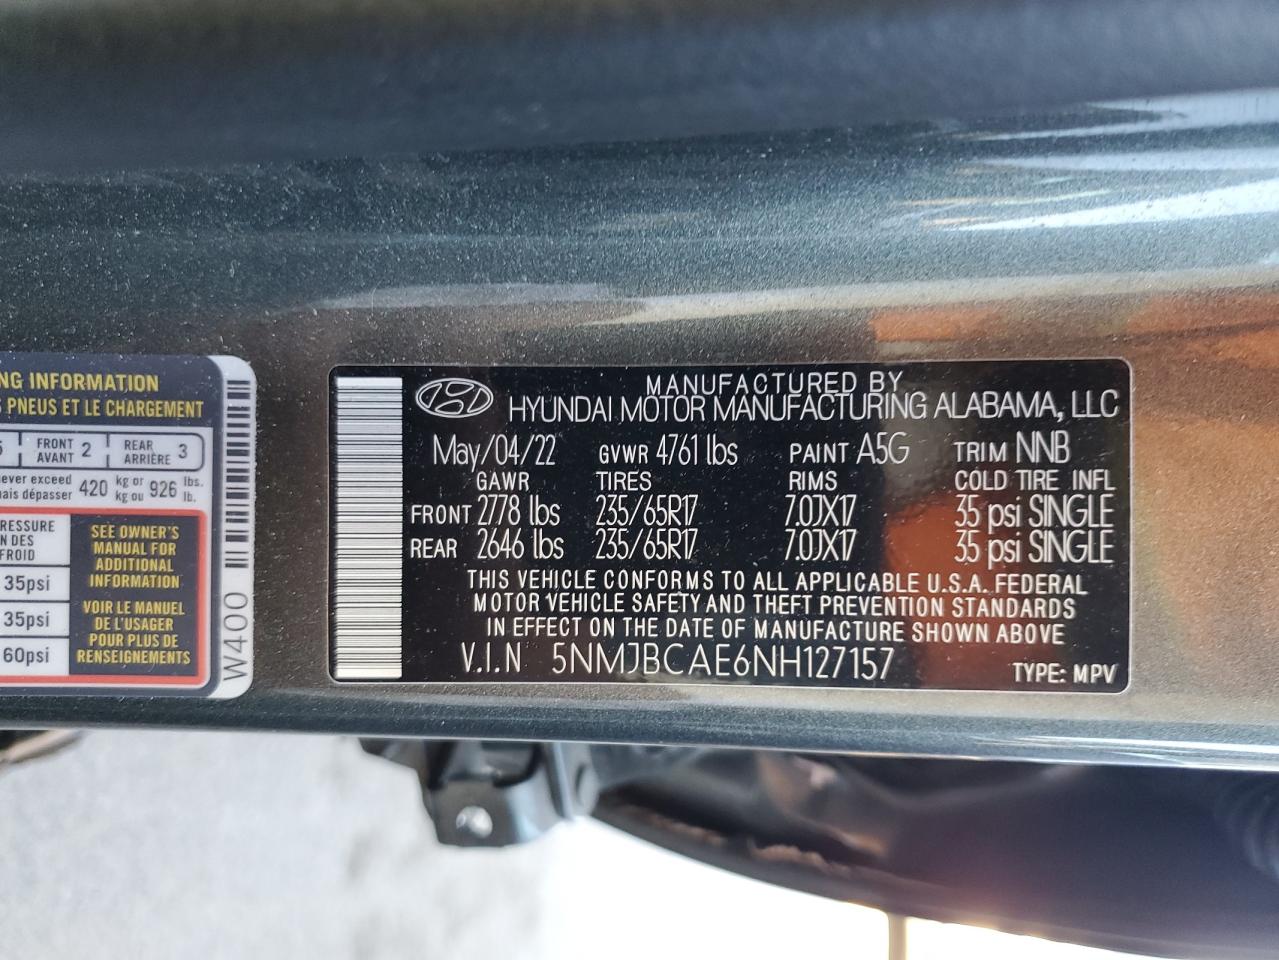 NG INFORMATION
S PNEUS ET LE CHARGEMENT
FRONT AVANT 2 REAR ARRIÈRE 3
never exceed 420 kg or 926 lbs.
mais dépasser kg ou lb.
PRESSURE
N DES
FROID
35psi
35psi
60psi
SEE OWNER'S
MANUAL FOR
ADDITIONAL
INFORMATION
VOIR LE MANUEL
DE L'USAGER
POUR PLUS DE
RENSEIGNEMENTS
W400
MANUFACTURED BY
HYUNDAI MOTOR MANUFACTURING ALABAMA, LLC
May/04/22 GVWR 4761 lbs PAINT A5G TRIM NNB
GAWR TIRES RIMS COLD TIRE INFL
FRONT 2778 lbs 235/65R17 7.0JX17 35 psi SINGLE
REAR 2646 lbs 235/65R17 7.0JX17 35 psi SINGLE
THIS VEHICLE CONFORMS TO ALL APPLICABLE U.S.A. FEDERAL
MOTOR VEHICLE SAFETY AND THEFT PREVENTION STANDARDS
IN EFFECT ON THE DATE OF MANUFACTURE SHOWN ABOVE
V.I.N 5NMJBCAE6NH127157 TYPE: MPV